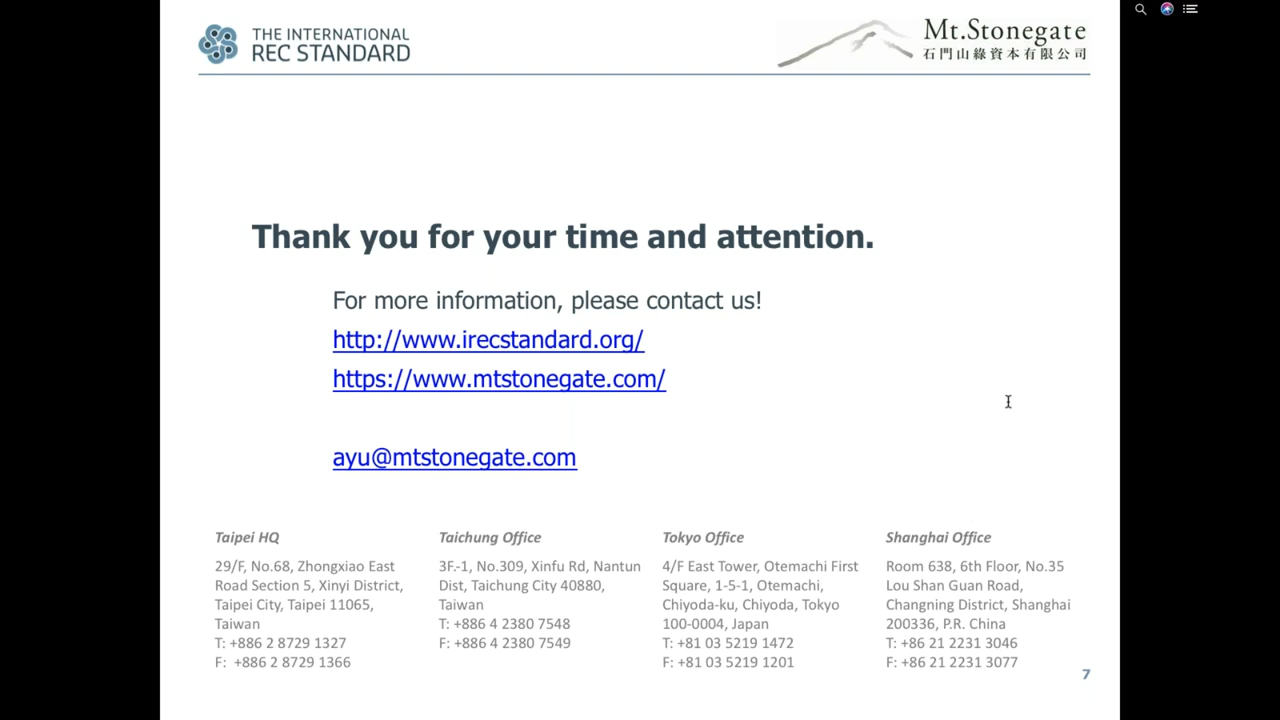 THE INTERNATIONAL
REC STANDARD
Mt.Stonegate
石門山綠資本有限公司
Thank you for your time and attention.
For more information, please contact us!
http://www.irecstandard.org/
https://www.mtstonegate.com/
ayu@mtstonegate.com
Taipei HQ
29/F, No.68, Zhongxiao East
Road Section 5, Xinyi District,
Taipei City, Taipei 11065,
Taiwan
T: +886 2 8729 1327
F:  +886 2 8729 1366
Taichung Office
3F.-1, No.309, Xinfu Rd, Nantun
Dist, Taichung City 40880,
Taiwan
T: +886 4 2380 7548
F: +886 4 2380 7549
Tokyo Office
4/F East Tower, Otemachi First
Square, 1-5-1, Otemachi,
Chiyoda-ku, Chiyoda, Tokyo
100-0004, Japan
T: +81 03 5219 1472
F: +81 03 5219 1201
Shanghai Office
Room 638, 6th Floor, No.35
Lou Shan Guan Road,
Changning District, Shanghai
200336, P.R. China
T: +86 21 2231 3046
F: +86 21 2231 3077
7